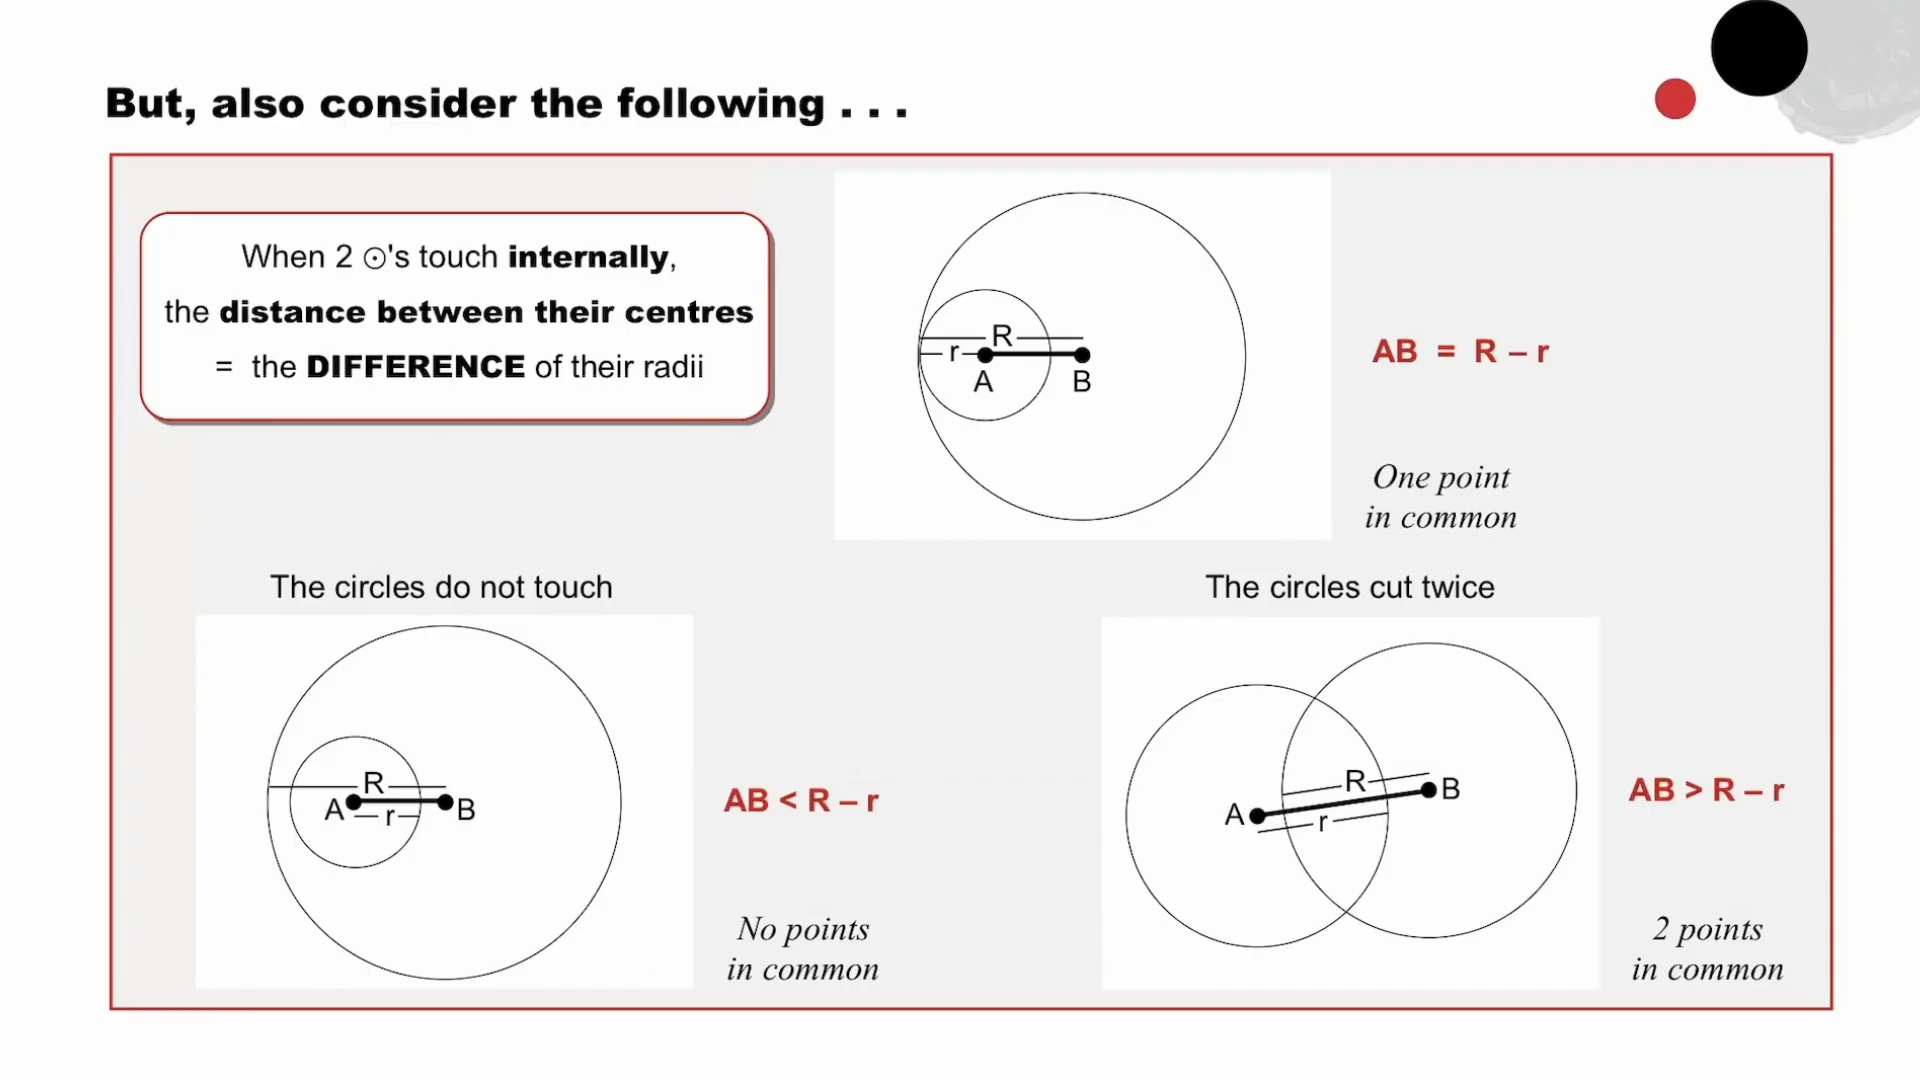 But, also consider the following . . .
When 2 ⊙'s touch internally,
the distance between their centres
= the DIFFERENCE of their radii
R
r
A
B
AB = R – r
One point
in common
The circles do not touch
R
A
r
B
AB < R – r
No points
in common
The circles cut twice
R
B
A
r
AB > R – r
2 points
in common